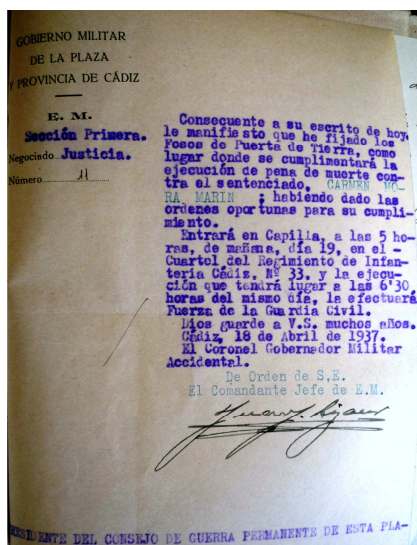 GOBIERNO MILITAR
DE LA PLAZA
Y PROVINCIA DE CÁDIZ
E. M.
Sección Primera.
Negociado Justicia.
Número 11
Consecuente a su escrito de hoy,
le manifiesto que he fijado los
Fosos de Puerta de Tierra, como
lugar donde se cumplimentará la
ejecución de pena de muerte con-
tra el sentenciado, CARMEN MO-
RA MARIN ; habiendo dado las
ordenes oportunas para su cumpli-
miento.
Entrará en Capilla, a las 5 ho-
ras, de mañana, día 19, en el -
Cuartel del Regimiento de Infan-
teria Cádiz, Nº 33. y la ejecu-
ción que tendrá lugar a las 6'30
horas del mismo día, la efectuará
Fuerza de la Guardia Civil.
Dios guarde a V.S. muchos años.
Cádiz, 18 de Abril de 1937.
El Coronel Gobernador Militar
Accidental.
De Orden de S.E.
El Comandante Jefe de E.M.
PRESIDENTE DEL CONSEJO DE GUERRA PERMANENTE DE ESTA PLA-